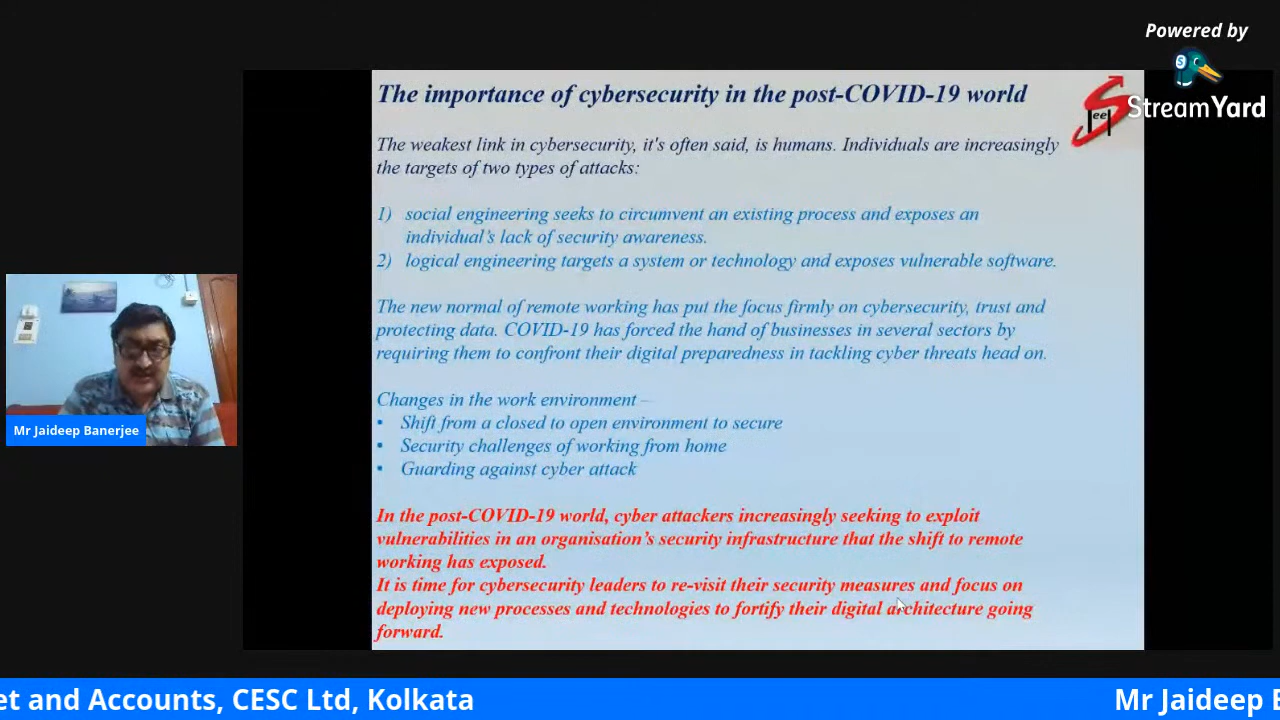 Powered by
StreamYard
The importance of cybersecurity in the post-COVID-19 world
The weakest link in cybersecurity, it's often said, is humans. Individuals are increasingly
the targets of two types of attacks:
1) social engineering seeks to circumvent an existing process and exposes an
individual’s lack of security awareness.
2) logical engineering targets a system or technology and exposes vulnerable software.
The new normal of remote working has put the focus firmly on cybersecurity, trust and
protecting data. COVID-19 has forced the hand of businesses in several sectors by
requiring them to confront their digital preparedness in tackling cyber threats head on.
Changes in the work environment –
• Shift from a closed to open environment to secure
• Security challenges of working from home
• Guarding against cyber attack
In the post-COVID-19 world, cyber attackers increasingly seeking to exploit
vulnerabilities in an organisation’s security infrastructure that the shift to remote
working has exposed.
It is time for cybersecurity leaders to re-visit their security measures and focus on
deploying new processes and technologies to fortify their digital architecture going
forward.
Mr Jaideep Banerjee
et and Accounts, CESC Ltd, Kolkata
Mr Jaideep B